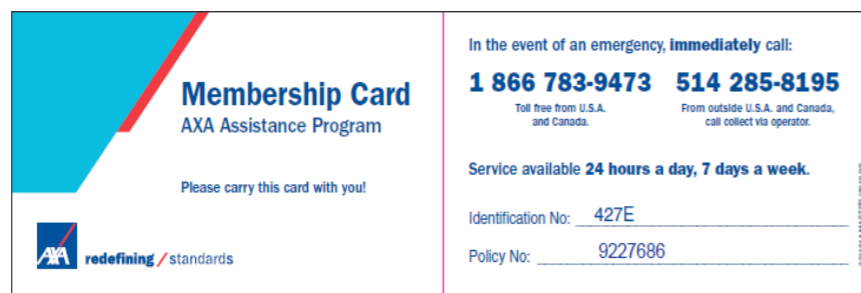 Membership Card
AXA Assistance Program
Please carry this card with you!
AXA
redefining / standards
In the event of an emergency, immediately call:
1 866 783-9473 514 285-8195
Toll free from U.S.A. From outside U.S.A. and Canada,
and Canada. call collect via operator.
Service available 24 hours a day, 7 days a week.
Identification No: 427E
Policy No: 9227686